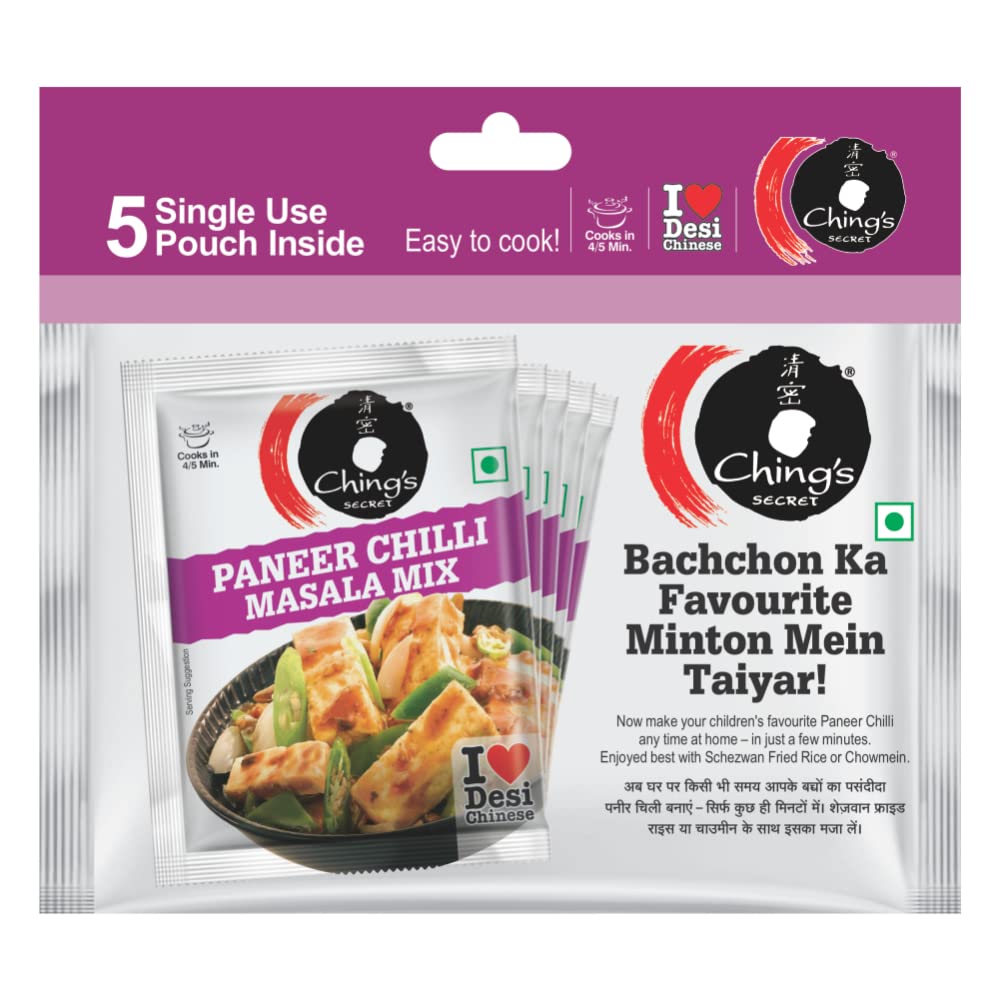 5 Single Use
Pouch Inside
Easy to cook!
Cooks in
4/5 Min.
I
Desi
Chinese
清
密
Ching's
SECRET
®
Cooks in
4/5 Min.
清
密
®
Ching's
SECRET
PANEER CHILLI
MASALA MIX
Serving Suggestion
I
Desi
Chinese
清
密
®
Ching's
SECRET
Bachchon Ka
Favourite
Minton Mein
Taiyar!
Now make your children's favourite Paneer Chilli
any time at home – in just a few minutes.
Enjoyed best with Schezwan Fried Rice or Chowmein.
अब घर पर किसी भी समय आपके बच्चों का पसंदीदा
पनीर चिली बनाएं – सिर्फ कुछ ही मिनटों में। शेज़वान फ्राइड
राइस या चाउमीन के साथ इसका मजा लें।